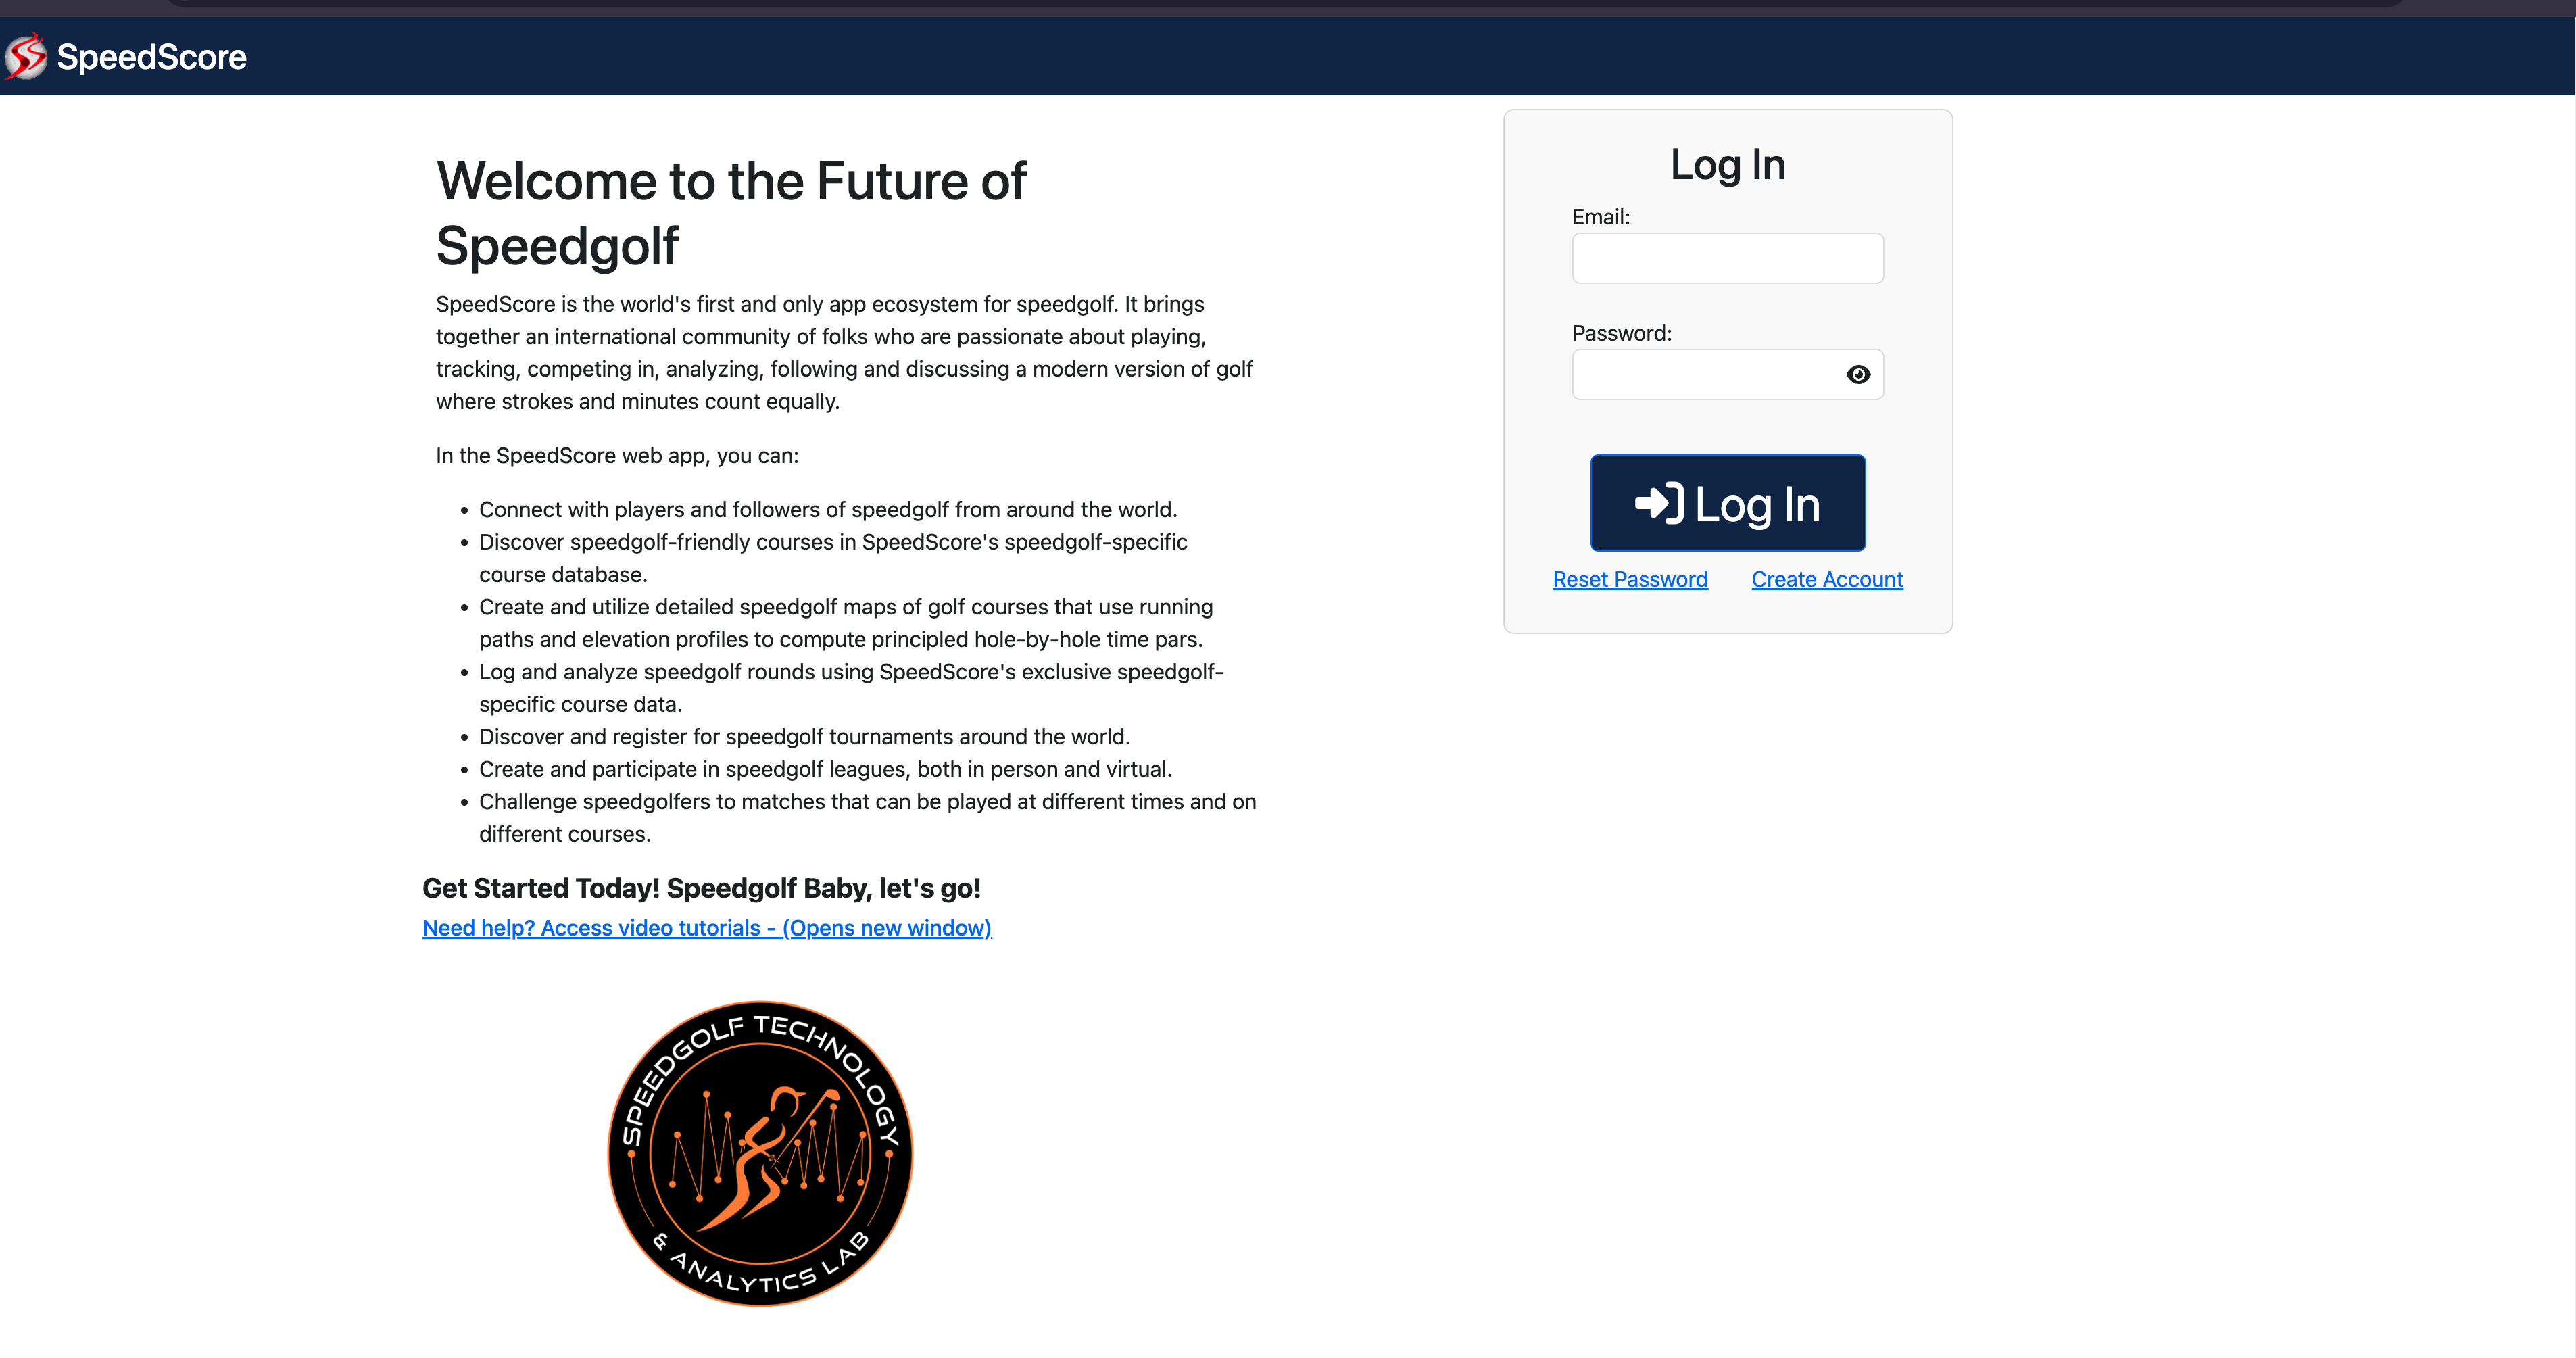 SpeedScore
Welcome to the Future of
Speedgolf
SpeedScore is the world's first and only app ecosystem for speedgolf. It brings
together an international community of folks who are passionate about playing,
tracking, competing in, analyzing, following and discussing a modern version of golf
where strokes and minutes count equally.
In the SpeedScore web app, you can:
• Connect with players and followers of speedgolf from around the world.
• Discover speedgolf-friendly courses in SpeedScore's speedgolf-specific
course database.
• Create and utilize detailed speedgolf maps of golf courses that use running
paths and elevation profiles to compute principled hole-by-hole time pars.
• Log and analyze speedgolf rounds using SpeedScore's exclusive speedgolf-
specific course data.
• Discover and register for speedgolf tournaments around the world.
• Create and participate in speedgolf leagues, both in person and virtual.
• Challenge speedgolfers to matches that can be played at different times and on
different courses.
Get Started Today! Speedgolf Baby, let's go!
Need help? Access video tutorials - (Opens new window)
SPEEDGOLF TECHNOLOGY
& ANALYTICS LAB
Log In
Email:
Password:
Log In
Reset Password Create Account